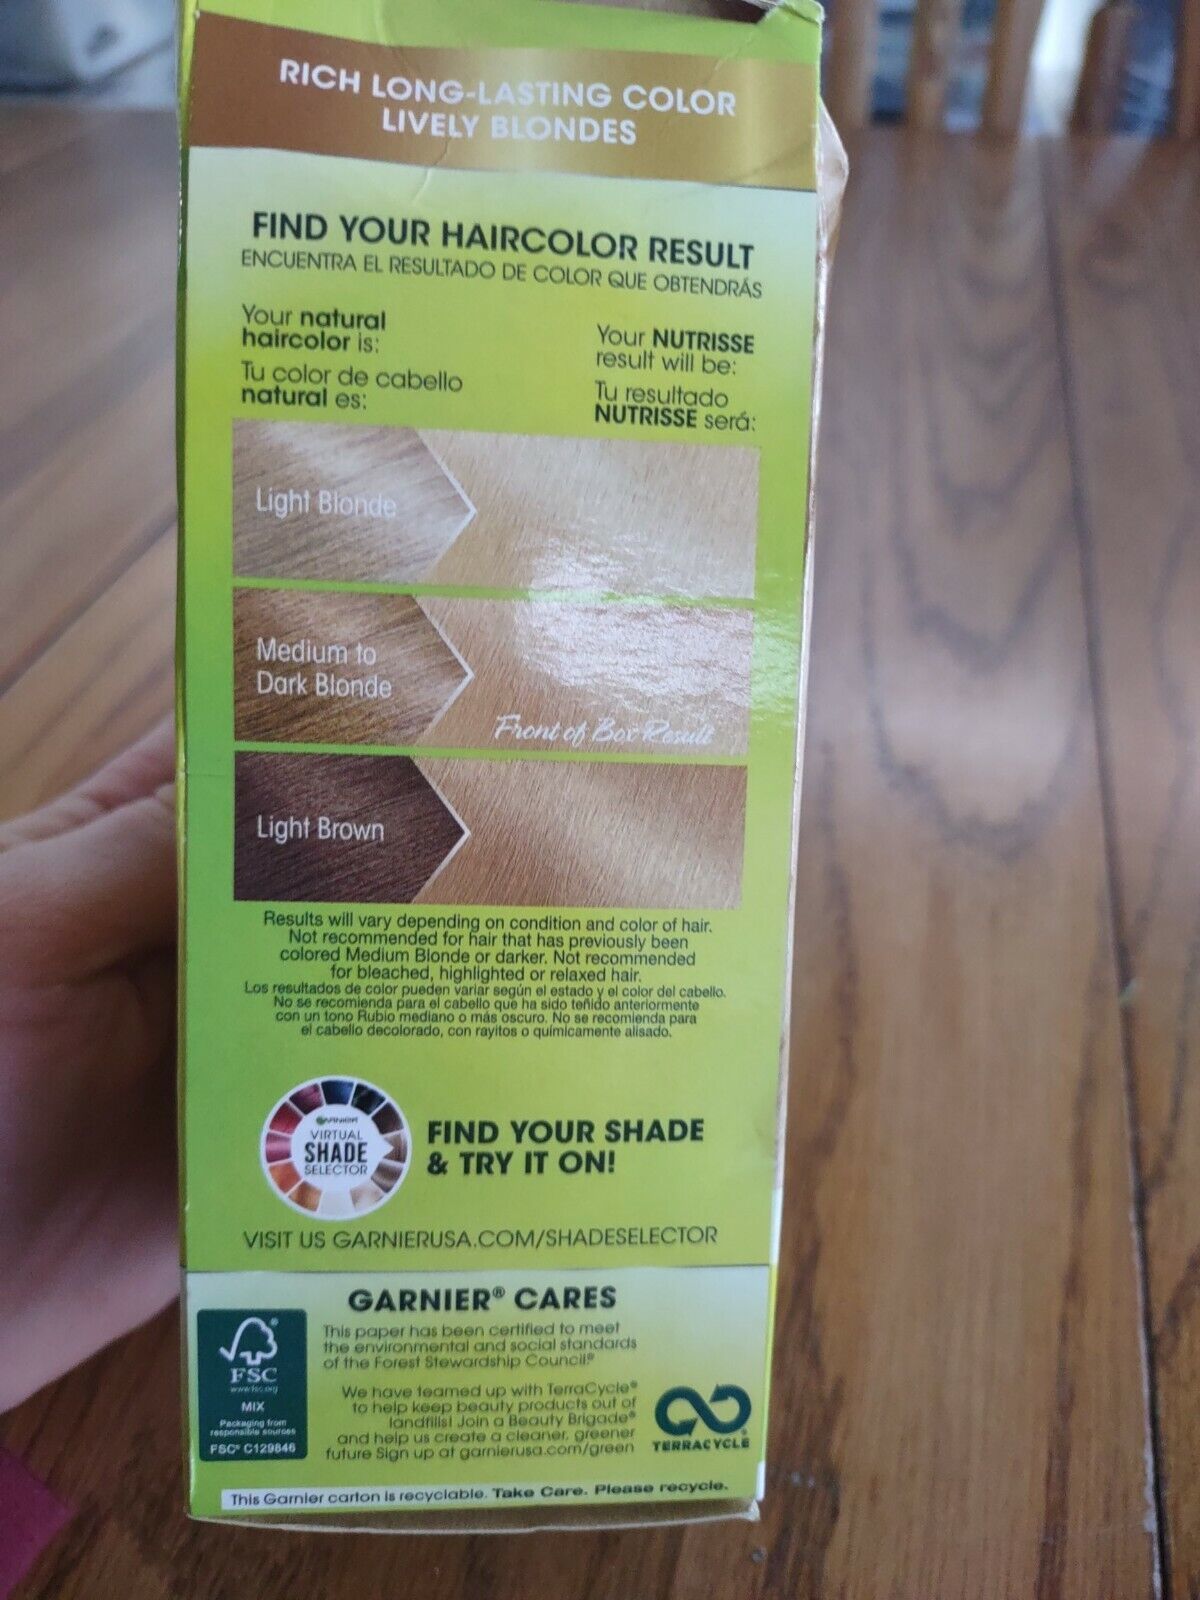 RICH LONG-LASTING COLOR
LIVELY BLONDES
FIND YOUR HAIRCOLOR RESULT
ENCUENTRA EL RESULTADO DE COLOR QUE OBTENDRÁS
Your natural
haircolor is:
Tu color de cabello
natural es:
Your NUTRISSE
result will be:
Tu resultado
NUTRISSE será:
Light Blonde
Medium to
Dark Blonde
Front of Box Result
Light Brown
Results will vary depending on condition and color of hair.
Not recommended for hair that has previously been
colored Medium Blonde or darker. Not recommended
for bleached, highlighted or relaxed hair.
Los resultados de color pueden variar según el estado y el color del cabello.
No se recomienda para el cabello que ha sido teñido anteriormente
con un tono Rubio mediano o más oscuro. No se recomienda para
el cabello decolorado, con rayitos o químicamente alisado.
GARNIER
VIRTUAL
SHADE
SELECTOR
FIND YOUR SHADE
& TRY IT ON!
VISIT US GARNIERUSA.COM/SHADESELECTOR
GARNIER® CARES
This paper has been certified to meet
the environmental and social standards
of the Forest Stewardship Council®
FSC
www.fsc.org
MIX
Packaging from
responsible sources
FSC® C129846
We have teamed up with TerraCycle®
to help keep beauty products out of
landfills! Join a Beauty Brigade®
and help us create a cleaner, greener
future Sign up at garnierusa.com/green
TERRACYCLE
This Garnier carton is recyclable. Take Care. Please recycle.